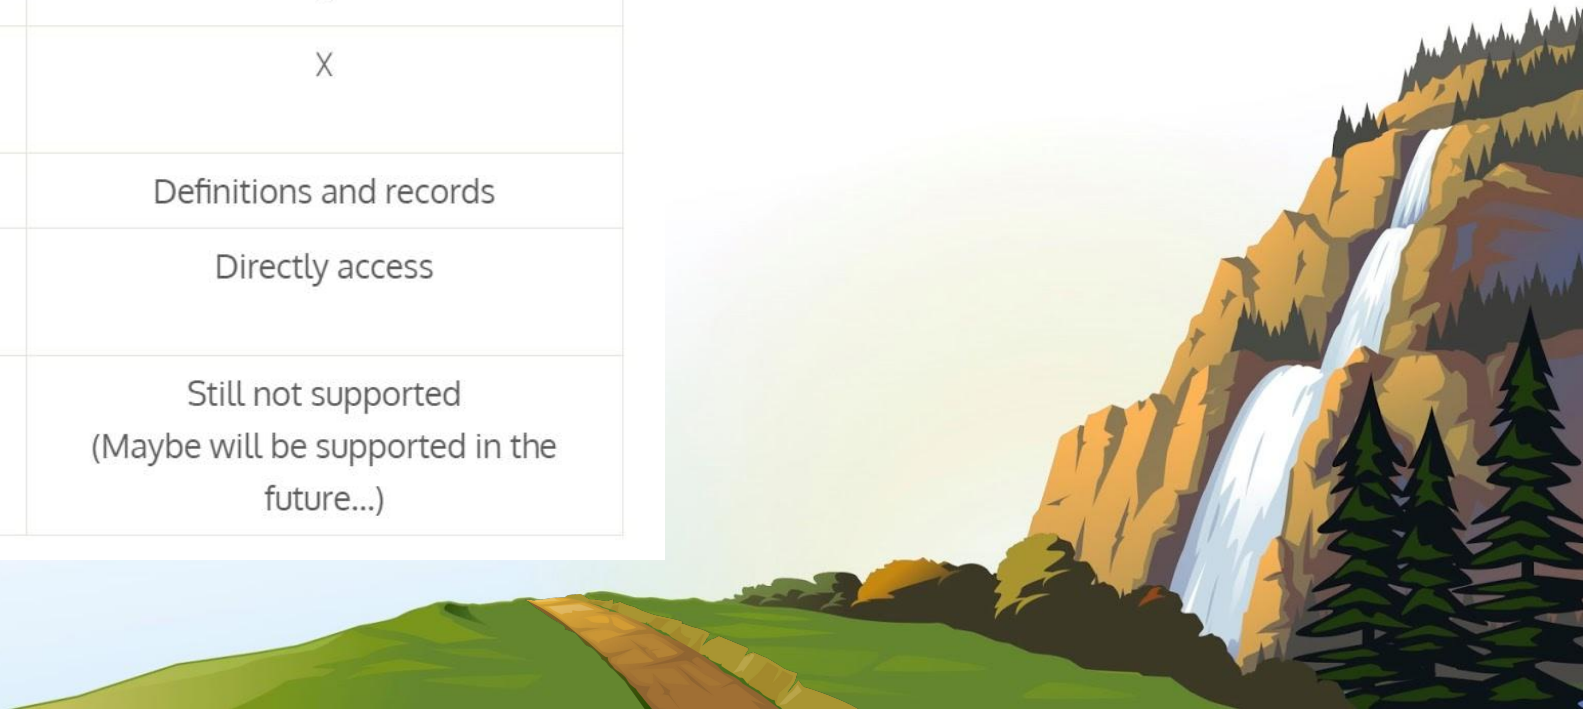 X
Definitions and records
Directly access
Still not supported
(Maybe will be supported in the
future...)